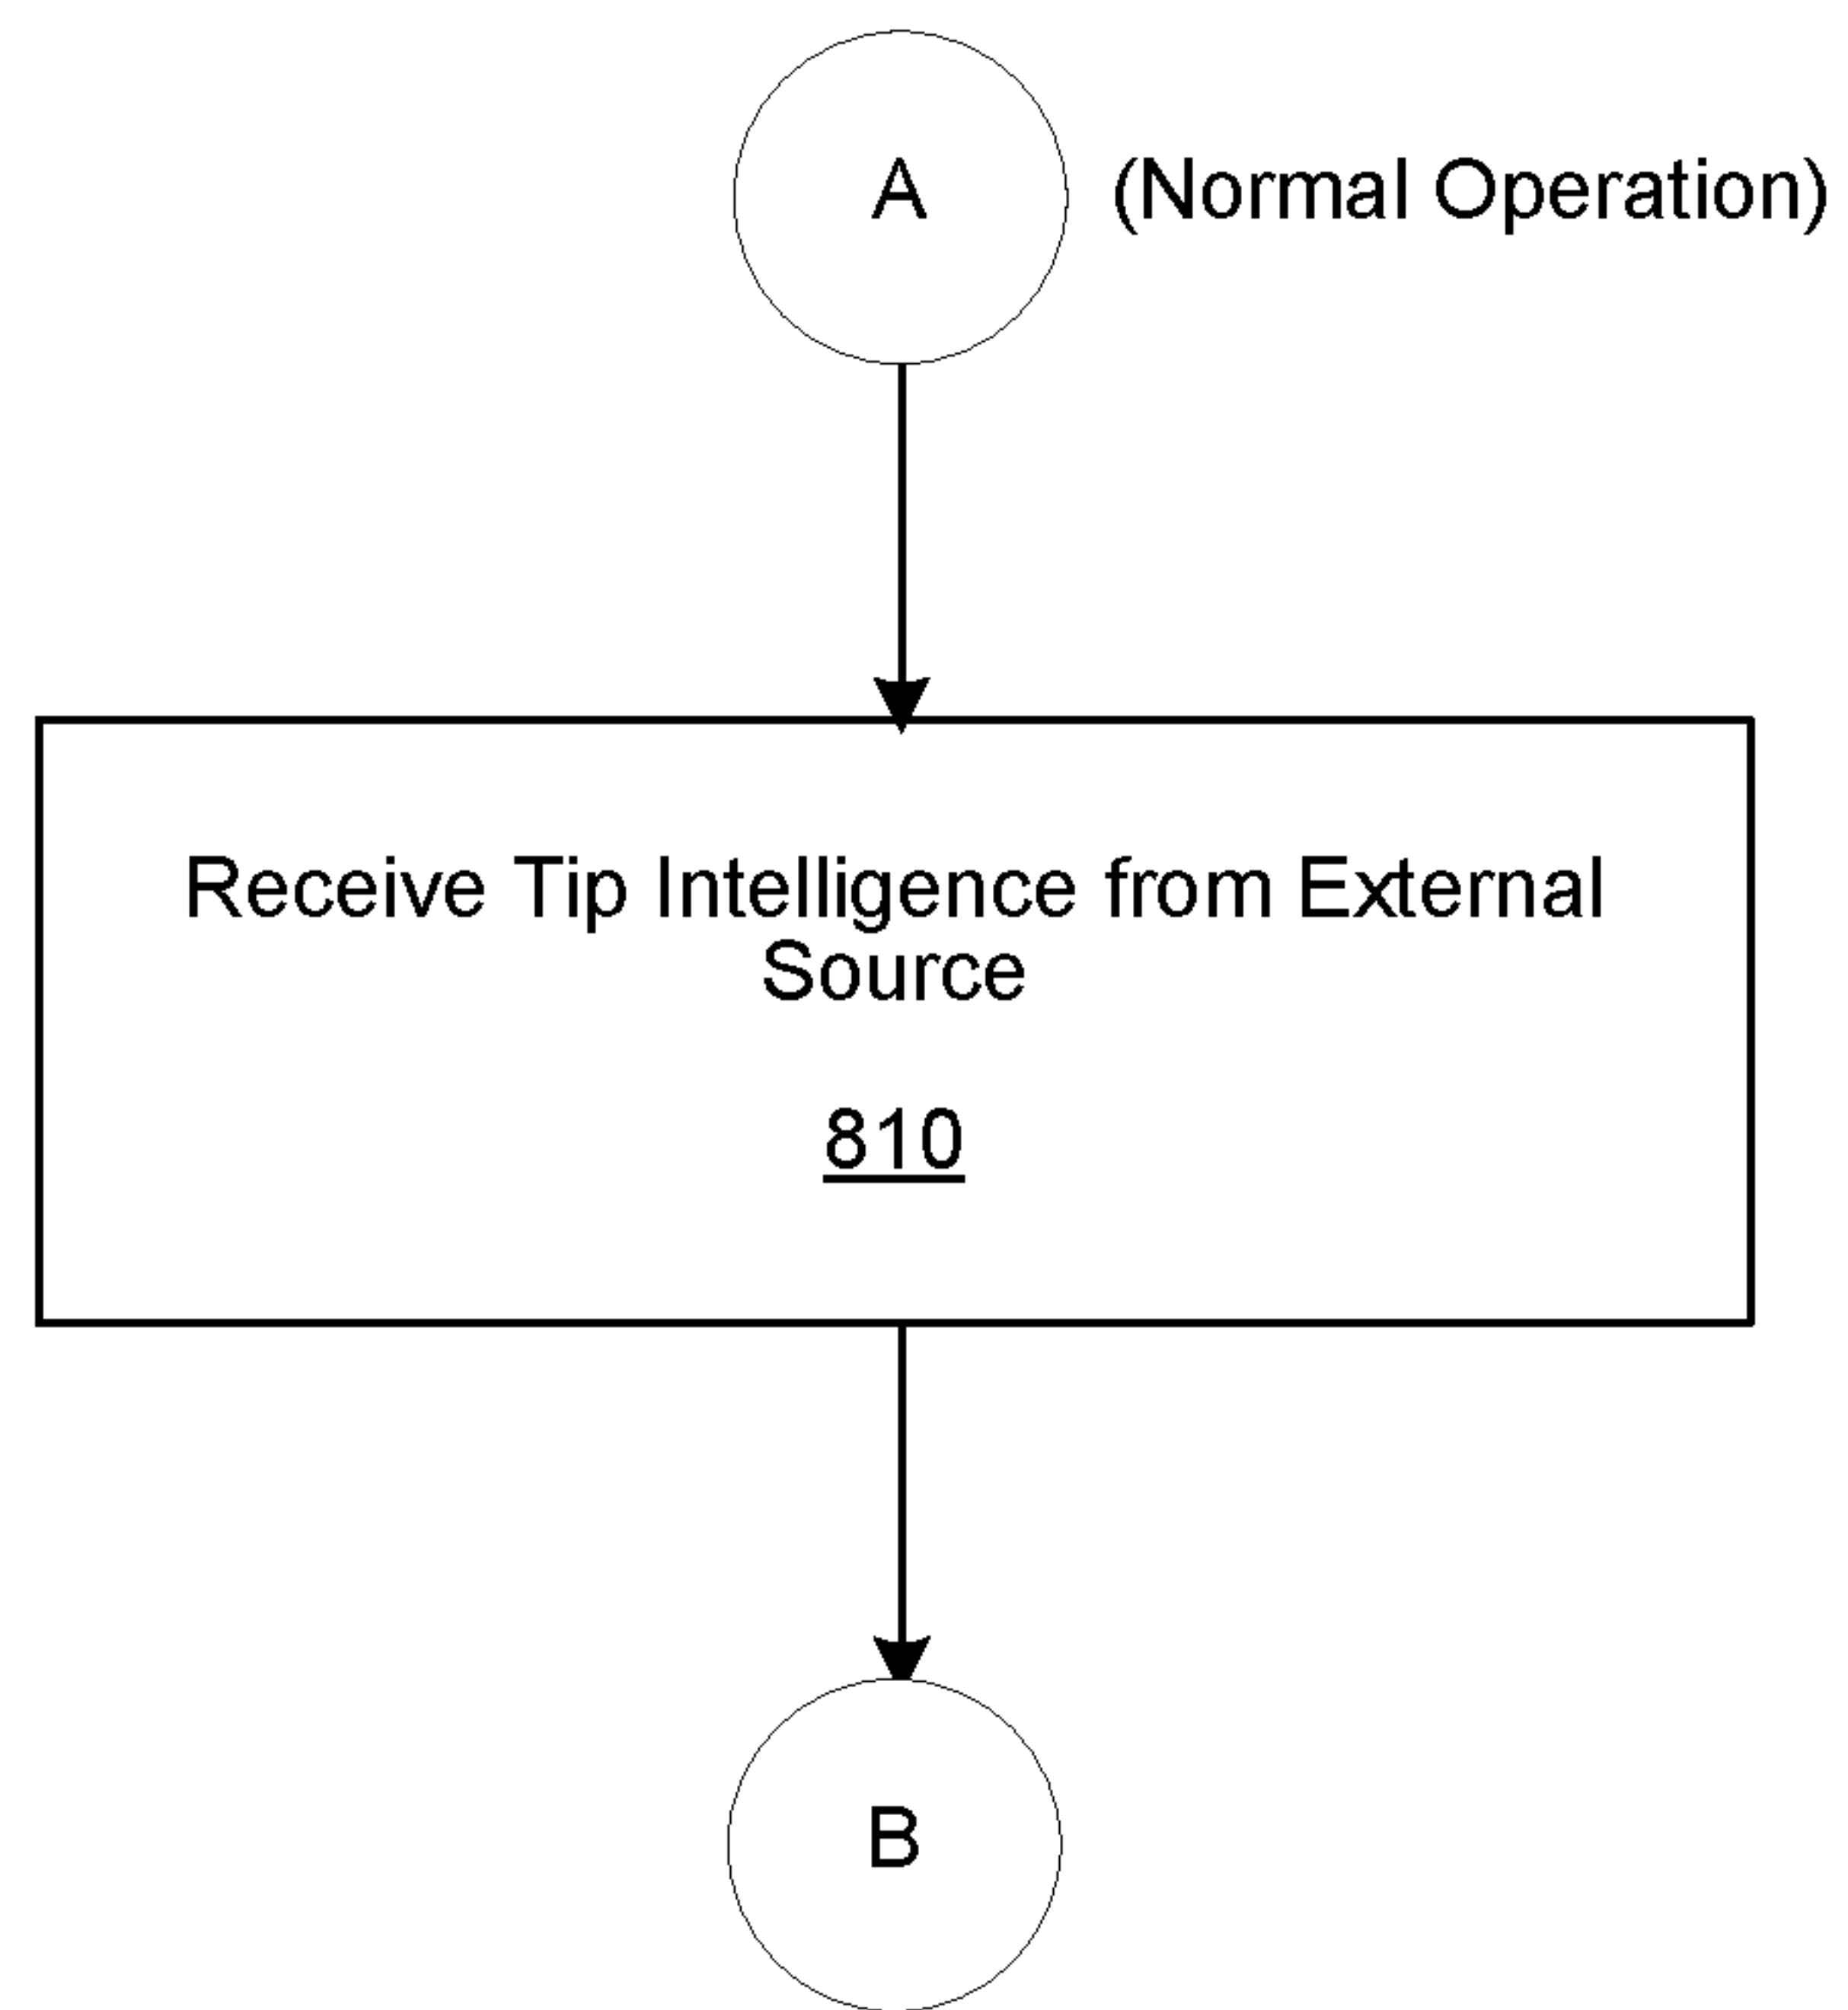 A (Normal Operation)
Receive Tip Intelligence from External
Source
810
B